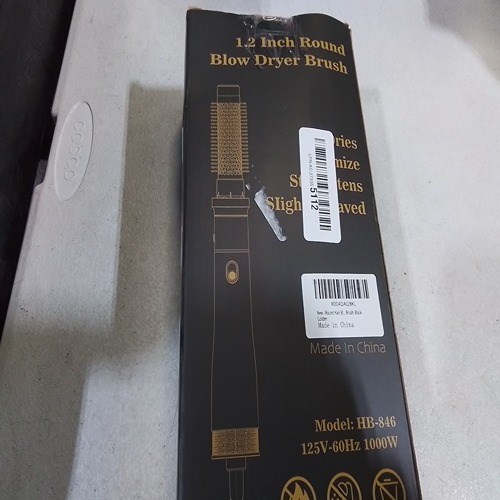 1.2 Inch Round
Blow Dryer Brush
ries
mize
St tens
Sligh aved
5112
Made in China
Made In China
Model: HB-846
125V-60Hz 1000W